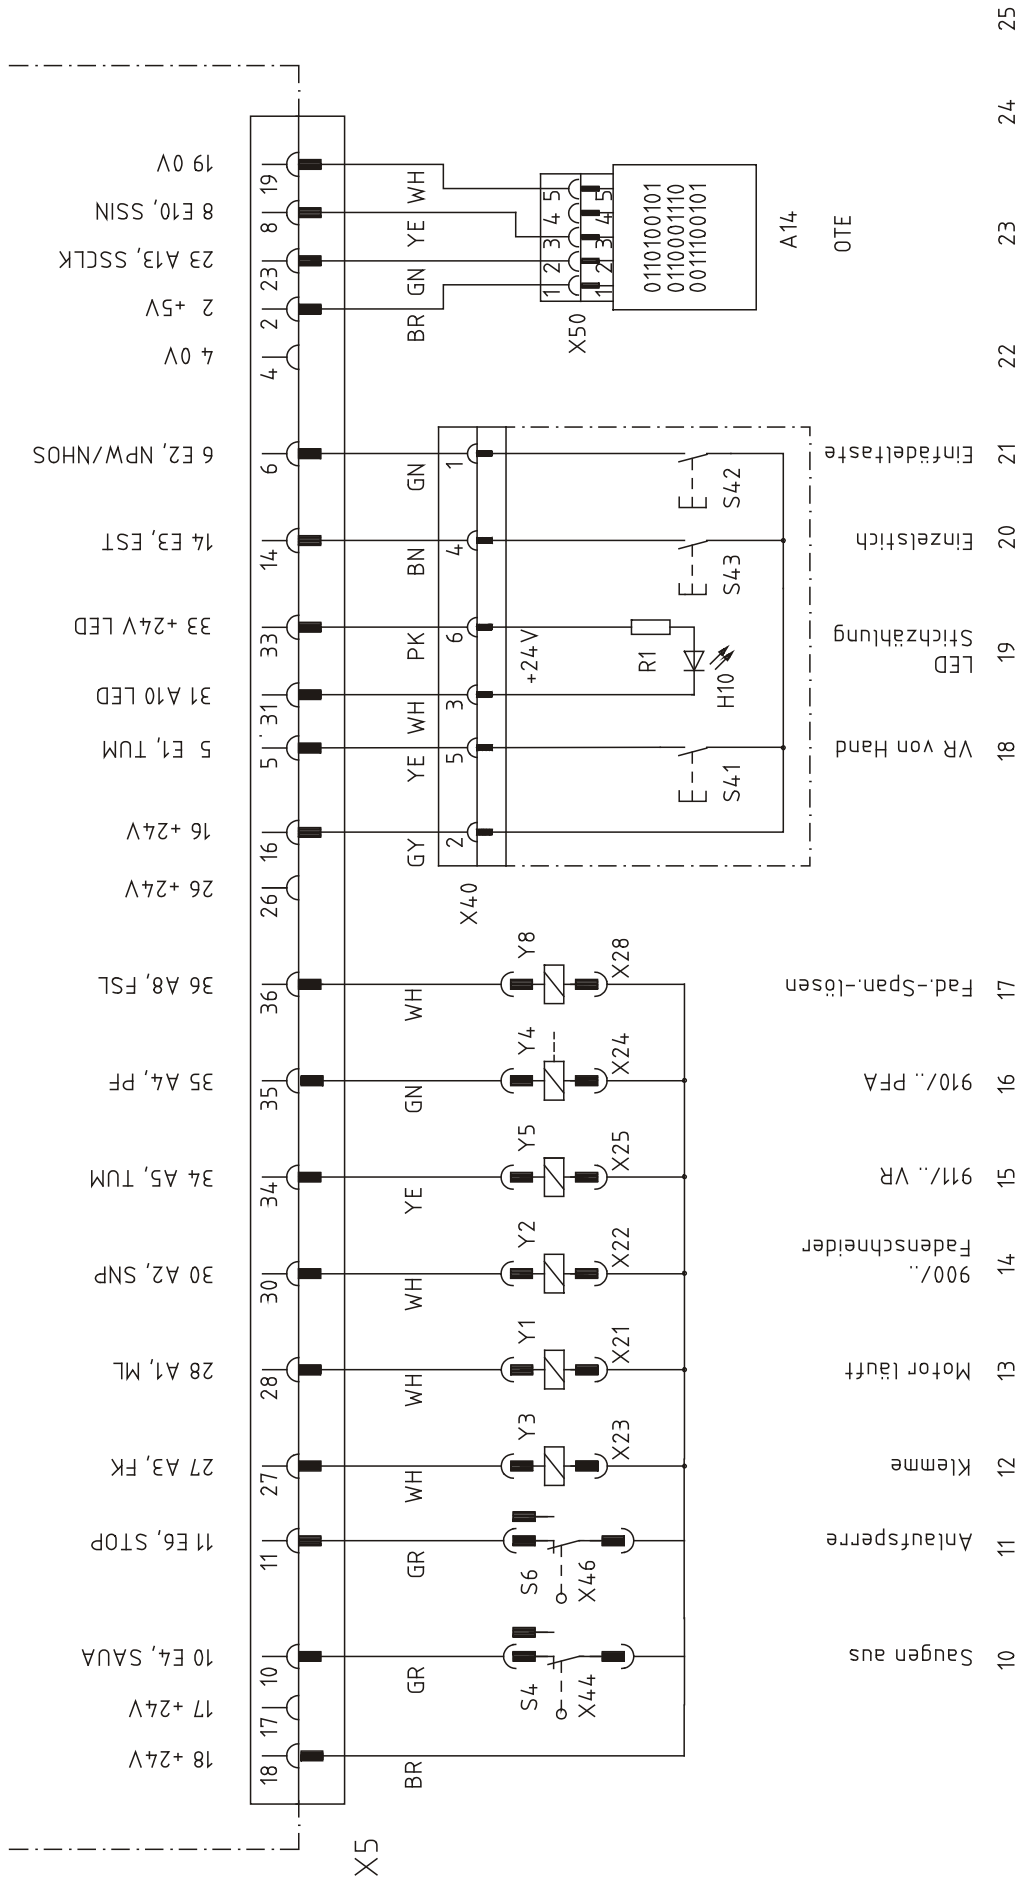 25
24
23
22
21
20
19
18
17
16
15
14
13
12
11
10
19 0V
8 E10, SSIN
23 A13, SSCLK
2 +5V
4 0V
6 E2, NPW/NHOS
14 E3, EST
33 +24V LED
31 A10 LED
5 E1, TUM
16 +24V
26 +24V
36 A8, FSL
35 A4, PF
34 A5, TUM
30 A2, SNP
28 A1, ML
27 A3, FK
11 E6, STOP
10 E4, SAUA
17 +24V
18 +24V
19
8
23
2
4
6
14
33
31
5
16
26
36
35
34
30
28
27
11
10
17
18
X5
WH
YE
GN
BR
GN
BN
PK
WH
YE
GY
WH
GN
YE
WH
WH
WH
GR
GR
BR
1 2 3 4 5
1 2 3 4 5
X50
0110100101
0110001110
0011100101
A14
OTE
1
4
6
3
5
2
X40
+24V
R1
H10
S42
S43
S41
Y8
X28
Y4
X24
Y5
X25
Y2
X22
Y1
X21
Y3
X23
S6
X46
S4
X44
Einfädeltaste
Einzelstich
LED
Stichzählung
VR von Hand
Fad.-Span.-lösen
910/.. PFA
911/.. VR
900/..
Fadenschneider
Motor läuft
Klemme
Anlaufsperre
Saugen aus